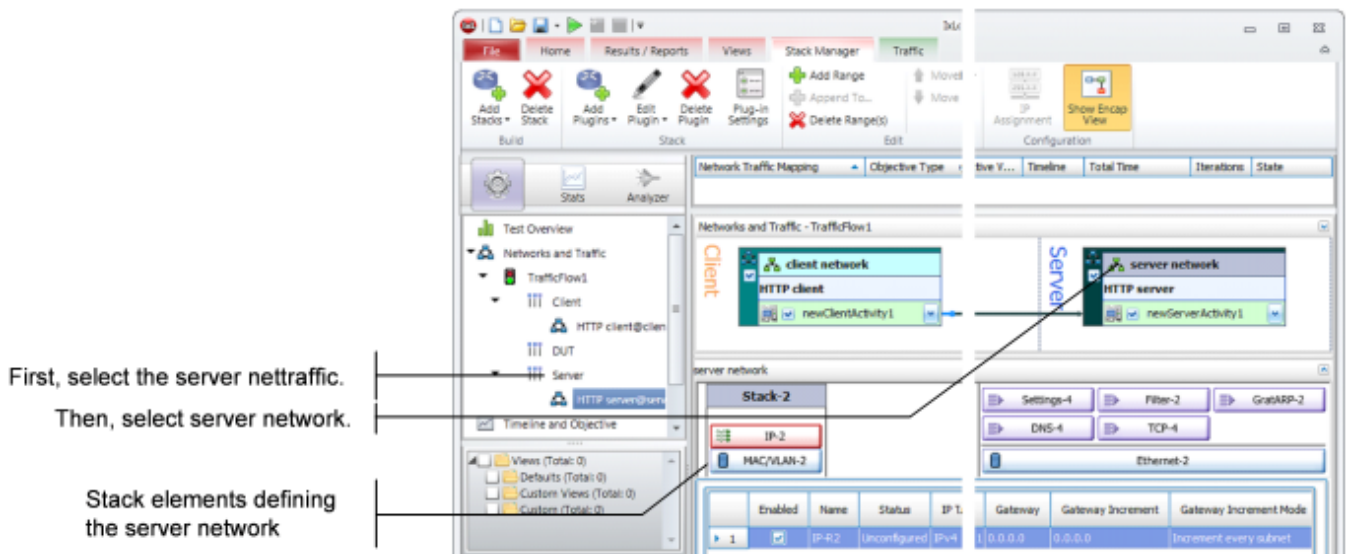 IxLo
File Home Results / Reports Views Stack Manager Traffic
Add Stacks Delete Stack Add Plugins Edit Plugin Delete Plugin Plug-in Settings
Add Range
Append To...
Delete Range(s)
Move
Move
IP Assignment
Show Encap View
Build Stack Edit Configuration
Stats Analyzer
Network Traffic Mapping Objective Type tive V... Timeline Total Time Iterations State
Test Overview
Networks and Traffic
TrafficFlow1
Client
HTTP client@clien
DUT
Server
HTTP server@serv
Timeline and Objective
Networks and Traffic - TrafficFlow1
Client
client network
HTTP client
newClientActivity1
Server
server network
HTTP server
newServerActivity1
First, select the server nettraffic.
Then, select server network.
Stack elements defining
the server network
server network
Stack-2
IP-2
MAC/VLAN-2
Settings-4 Filter-2 GratARP-2
DNS-4 TCP-4
Ethernet-2
Views (Total: 0)
Defaults (Total: 0)
Custom Views (Total: 0)
Custom (Total: 0)
Enabled Name Status IP T Gateway Gateway Increment Gateway Increment Mode
1 IP-R2 Unconfigured IPv4 1 0.0.0.0 0.0.0.0 Increment every subnet